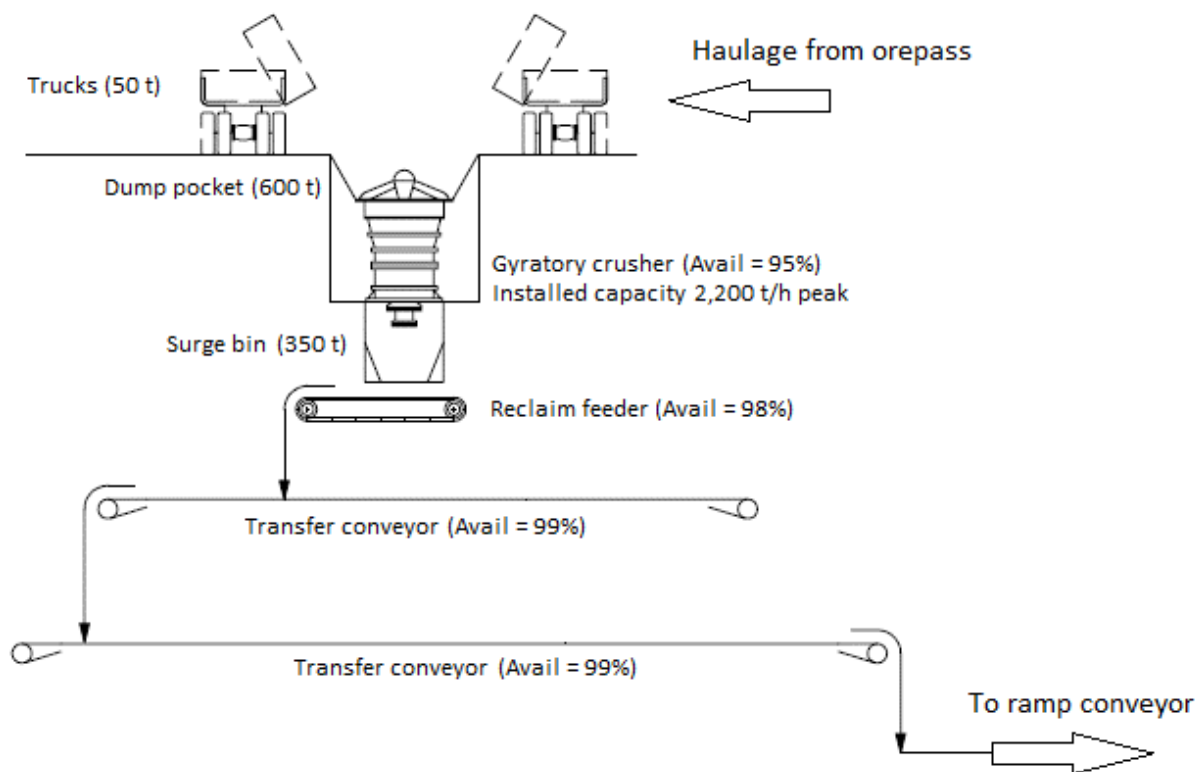 Haulage from orepass
Trucks (50 t)
Dump pocket (600 t)
Gyratory crusher (Avail = 95%)
Installed capacity 2,200 t/h peak
Surge bin (350 t)
Reclaim feeder (Avail = 98%)
Transfer conveyor (Avail = 99%)
Transfer conveyor (Avail = 99%)
To ramp conveyor